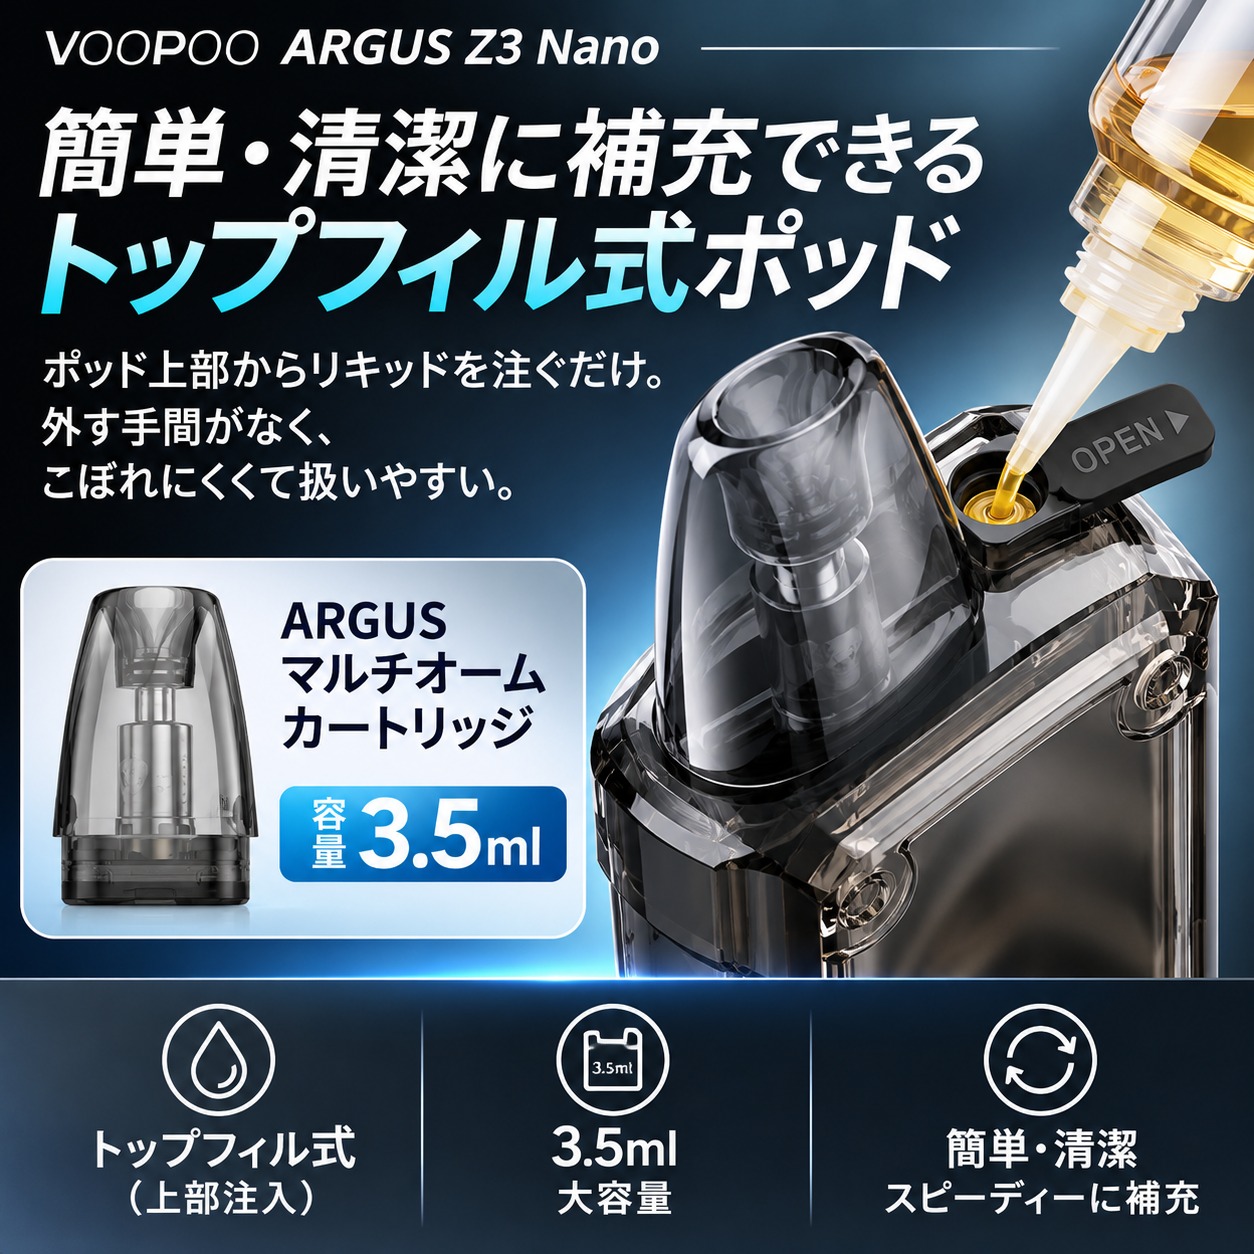 VOOPOO ARGUS Z3 Nano
簡単・清潔に補充できる
トップフィル式ポッド
ポッド上部からリキッドを注ぐだけ。
外す手間がなく、
こぼれにくくて扱いやすい。
OPEN
ARGUS
マルチオーム
カートリッジ
容量 3.5ml
3.5ml
トップフィル式
（上部注入）
3.5ml
大容量
簡単・清潔
スピーディーに補充